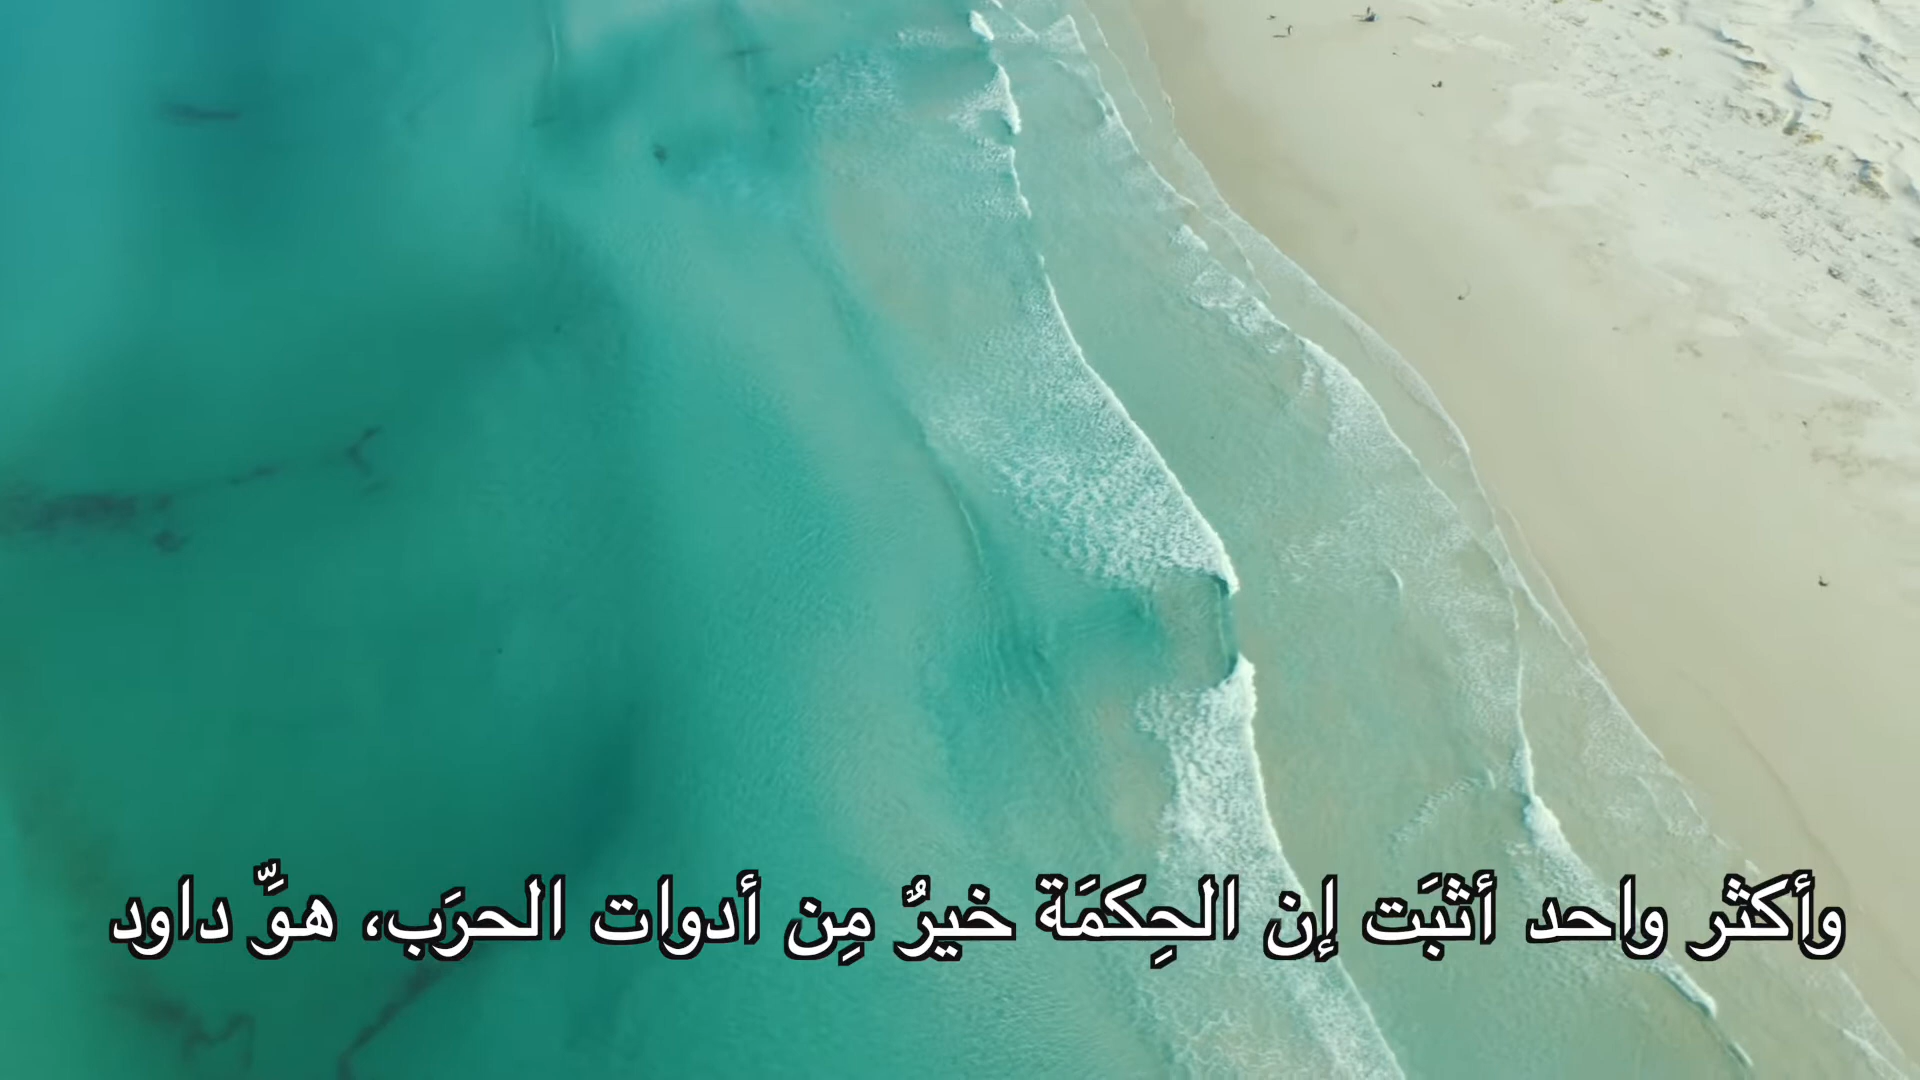 وأكثر واحد أثبَت إن الحِكمَة خيرٌ مِن أدوات الحرَب، هوَّ داود